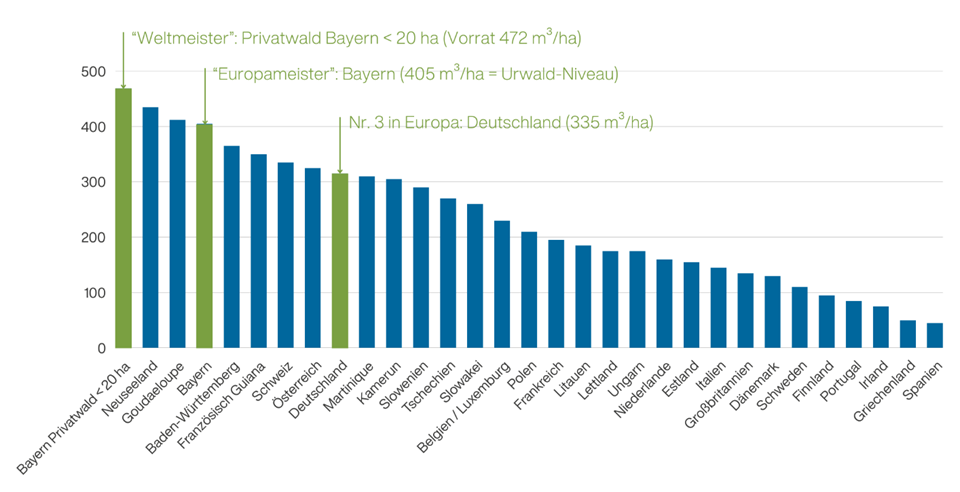 “Weltmeister”: Privatwald Bayern < 20 ha (Vorrat 472 m³/ha)
“Europameister”: Bayern (405 m³/ha = Urwald-Niveau)
Nr. 3 in Europa: Deutschland (335 m³/ha)
500
400
300
200
100
0
Bayern Privatwald < 20 ha
Neuseeland
Goudaeloupe
Bayern
Baden-Württemberg
Französisch Guiana
Schweiz
Österreich
Deutschland
Martinique
Kamerun
Slowenien
Tschechien
Slowakei
Belgien / Luxemburg
Polen
Frankreich
Litauen
Lettland
Ungarn
Niederlande
Estland
Italien
Großbritannien
Dänemark
Schweden
Finnland
Portugal
Irland
Griechenland
Spanien